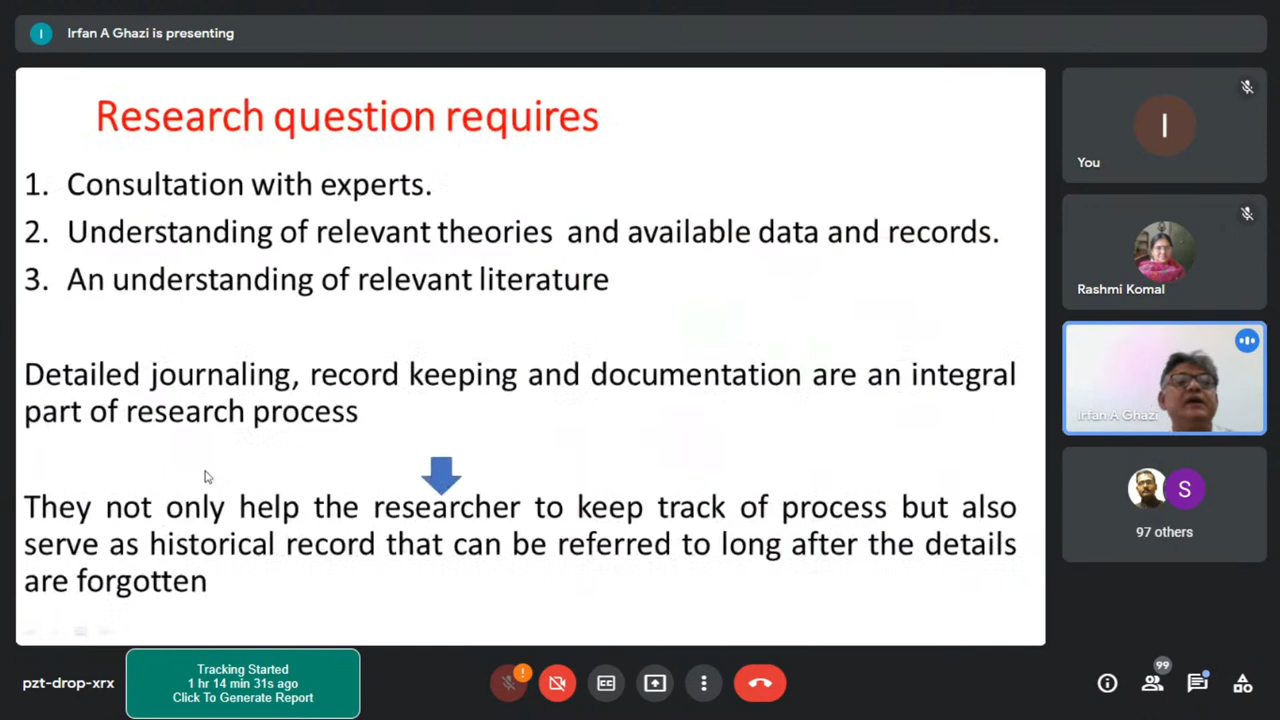 I
Irfan A Ghazi is presenting
Research question requires
1. Consultation with experts.
2. Understanding of relevant theories and available data and records.
3. An understanding of relevant literature
Detailed journaling, record keeping and documentation are an integral
part of research process
They not only help the researcher to keep track of process but also
serve as historical record that can be referred to long after the details
are forgotten
I
You
Rashmi Komal
Irfan A Ghazi
S
97 others
pzt-drop-xrx
Tracking Started
1 hr 14 min 31s ago
Click To Generate Report
!
CC
99